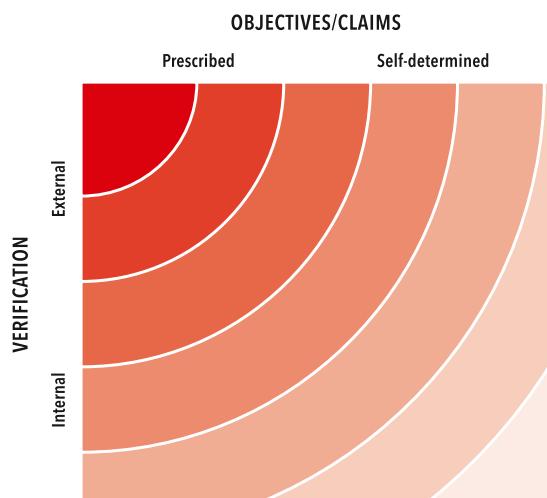 OBJECTIVES/CLAIMS
Prescribed
Self-determined
External
VERIFICATION
Internal